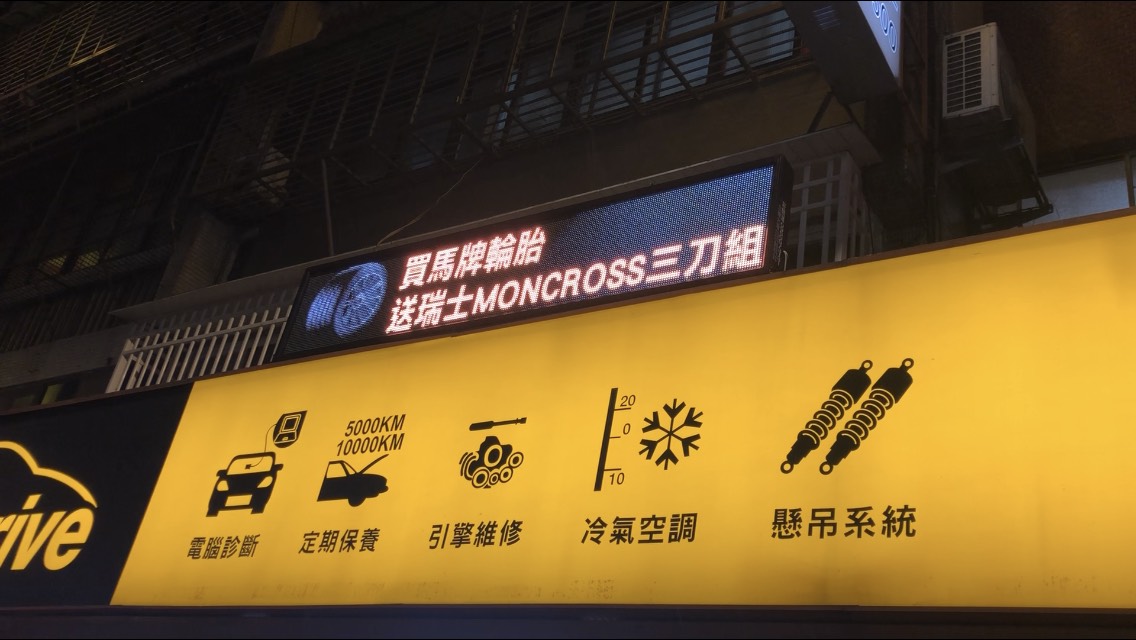 買馬牌輪胎
送瑞士MONCROSS三刀組
5000KM
10000KM
20
0
10
電腦診斷
定期保養
引擎維修
冷氣空調
懸吊系統
rive